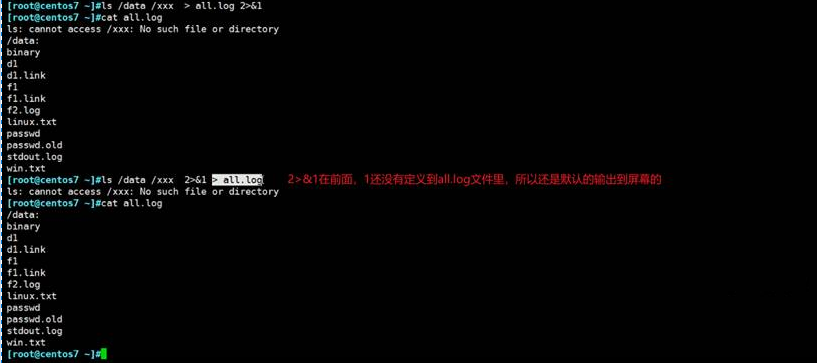 [root@centos7 ~]#ls /data /xxx  > all.log 2>&1
[root@centos7 ~]#cat all.log
ls: cannot access /xxx: No such file or directory
/data:
binary
d1
d1.link
f1
f1.link
f2.log
linux.txt
passwd
passwd.old
stdout.log
win.txt
[root@centos7 ~]#ls /data /xxx  2>&1 > all.log 2>&1在前面，1还没有定义到all.log文件里，所以还是默认的输出到屏幕的
ls: cannot access /xxx: No such file or directory
[root@centos7 ~]#cat all.log
/data:
binary
d1
d1.link
f1
f1.link
f2.log
linux.txt
passwd
passwd.old
stdout.log
win.txt
[root@centos7 ~]#